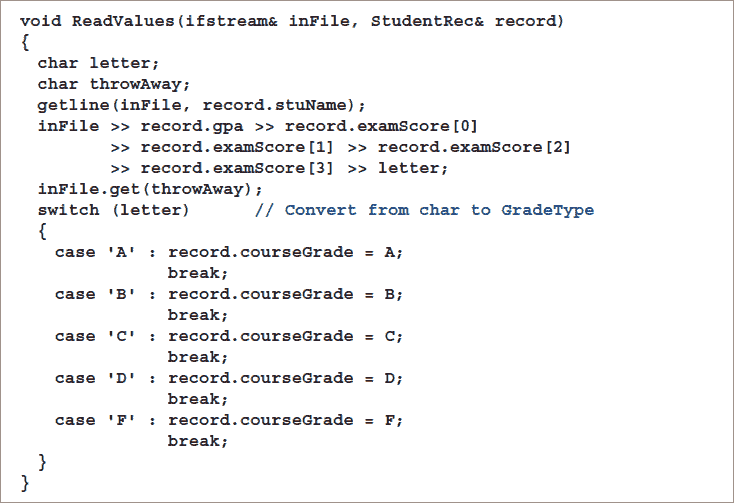 void ReadValues(ifstream& inFile, StudentRec& record)
{
  char letter;
  char throwAway;
  getline(inFile, record.stuName);
  inFile >> record.gpa >> record.examScore[0]
         >> record.examScore[1] >> record.examScore[2]
         >> record.examScore[3] >> letter;
  inFile.get(throwAway);
  switch (letter)       // Convert from char to GradeType
  {
    case 'A' : record.courseGrade = A;
               break;
    case 'B' : record.courseGrade = B;
               break;
    case 'C' : record.courseGrade = C;
               break;
    case 'D' : record.courseGrade = D;
               break;
    case 'F' : record.courseGrade = F;
               break;
  }
}